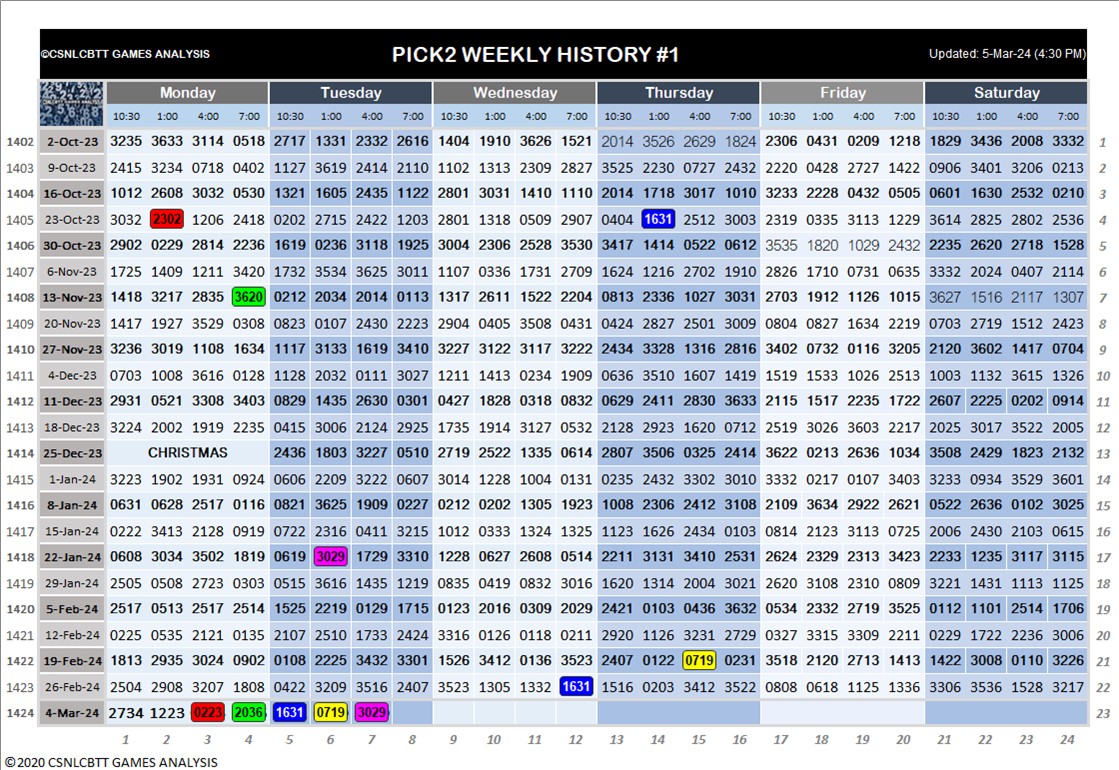 ©CSNLCBTT GAMES ANALYSIS PICK2 WEEKLY HISTORY #1 Updated: 5-Mar-24 (4:30 PM)
Monday Tuesday Wednesday Thursday Friday Saturday
10:30 1:00 4:00 7:00 10:30 1:00 4:00 8:00 10:30 1:00 4:00 7:00 10:30 1:00 4:00 7:00 10:30 1:00 4:00 7:00 10:30 1:00 4:00 7:00
1402 2-Oct-23 3235 3633 3114 0518 2717 1331 2332 2616 1404 1910 3626 1521 2014 3526 2629 1824 2306 0431 0209 1218 1829 3436 2008 3332 1
1403 9-Oct-23 2415 3234 0718 0402 1127 3619 2414 2110 1102 1313 2309 2827 3525 2230 0727 2432 2220 0428 2727 1422 0906 3401 3206 0213 2
1404 16-Oct-23 1012 2608 3032 0530 1321 1605 2435 1122 2801 3031 1410 1110 2014 1718 3017 1010 3233 2228 0432 0505 0601 1630 2532 0210 3
1405 23-Oct-23 3032 2302 1206 2418 0202 2715 2422 1203 2801 1318 0509 2907 0404 1631 2512 3003 2319 0335 1113 1229 3614 2825 2802 2536 4
1406 30-Oct-23 2902 0229 2814 2236 1619 0236 3118 1925 3004 2306 2528 3530 3417 1414 0522 0612 3535 1820 1029 2432 2235 2620 2718 1528 5
1407 6-Nov-23 1725 1409 1211 3420 1732 3534 3625 3011 1107 0336 1731 2709 1624 1216 2702 1910 2826 1710 0731 0635 3332 2024 0407 2114 6
1408 13-Nov-23 1418 3217 2835 3620 0212 2034 2014 0113 1317 2611 1522 2204 0813 2336 1027 3031 2703 1912 1126 1015 3627 1516 2117 1307 7
1409 20-Nov-23 1417 1927 3529 0308 0823 0107 2430 2223 2904 0405 3508 0431 0424 2827 2501 3009 0804 0827 1634 2219 0703 2719 1512 2423 8
1410 27-Nov-23 3236 3019 1108 1634 1117 3133 1619 3410 3227 3122 3117 3222 2434 3328 1316 2816 3402 0732 0116 3205 2120 3602 1417 0704 9
1411 4-Dec-23 0703 1008 3616 0128 1128 2032 0111 3027 1211 1413 0234 1909 0636 3510 1607 1419 1519 1533 1026 2513 1003 1132 3615 1326 10
1412 11-Dec-23 2931 0521 3308 3403 0829 1435 2630 0301 0427 1828 0318 0832 0629 2411 2830 3633 2115 1517 2235 1722 2607 2225 0202 0914 11
1413 18-Dec-23 3224 2002 1919 2235 0415 3006 2124 2925 1735 1914 3127 0532 2128 2923 1620 0712 2519 3026 3603 2217 2025 3017 3522 2005 12
1414 25-Dec-23 CHRISTMAS 2436 1803 3227 0510 2719 2522 1335 0614 2807 3506 0325 2414 3622 0213 2636 1034 3508 2429 1823 2132 13
1415 1-Jan-24 3223 1902 1931 0924 0606 2209 3222 0607 3014 1228 1004 0131 0235 2432 3302 3010 3332 0217 0107 3403 3233 0934 3529 3601 14
1416 8-Jan-24 0631 0628 2517 0116 0821 3625 1909 0227 0212 0202 1305 1923 1008 2306 2412 3108 2109 3634 2922 2621 0522 2636 0102 3025 15
1417 15-Jan-24 0222 3413 2128 0919 0722 2316 0411 3215 1012 0333 1324 1325 1123 1626 2434 0103 0814 2123 3113 0725 2006 2430 2103 0615 16
1418 22-Jan-24 0608 3034 3502 1819 0619 3029 1729 3310 1228 0627 2608 0514 2211 3131 3410 2531 1224 2329 2313 3423 2233 1235 3117 3115 17
1419 29-Jan-24 2505 0508 2723 0303 0515 3616 1435 1219 0835 0419 0832 3016 1620 1314 2004 3021 2620 3108 2310 0809 3221 1431 1113 1125 18
1420 5-Feb-24 2517 0513 2517 2514 1525 2219 0129 1715 0123 2016 0309 2029 2421 0103 0436 3632 0534 2332 2719 3525 0112 1101 2514 1706 19
1421 12-Feb-24 0225 0535 2121 0135 2107 2510 1733 2424 3316 0126 0118 0211 2920 1126 3231 2729 0327 3315 3309 2211 0229 1722 2236 3006 20
1422 19-Feb-24 1813 2935 3024 0902 0108 2225 3432 3301 1526 3412 0136 3523 2407 0122 0719 0231 3518 2120 2713 1413 1422 3008 0110 3226 21
1423 26-Feb-24 2504 2908 3207 1808 0422 3209 3516 2407 3523 1305 1332 1631 1516 0203 3412 3522 0808 0618 1125 1336 3306 3536 1528 3217 22
1424 4-Mar-24 2734 1223 0223 2036 1631 0719 3029 23
1 2 3 4 5 6 7 8 9 10 11 12 13 14 15 16 17 18 19 20 21 22 23 24
©2020 CSNLCBTT GAMES ANALYSIS